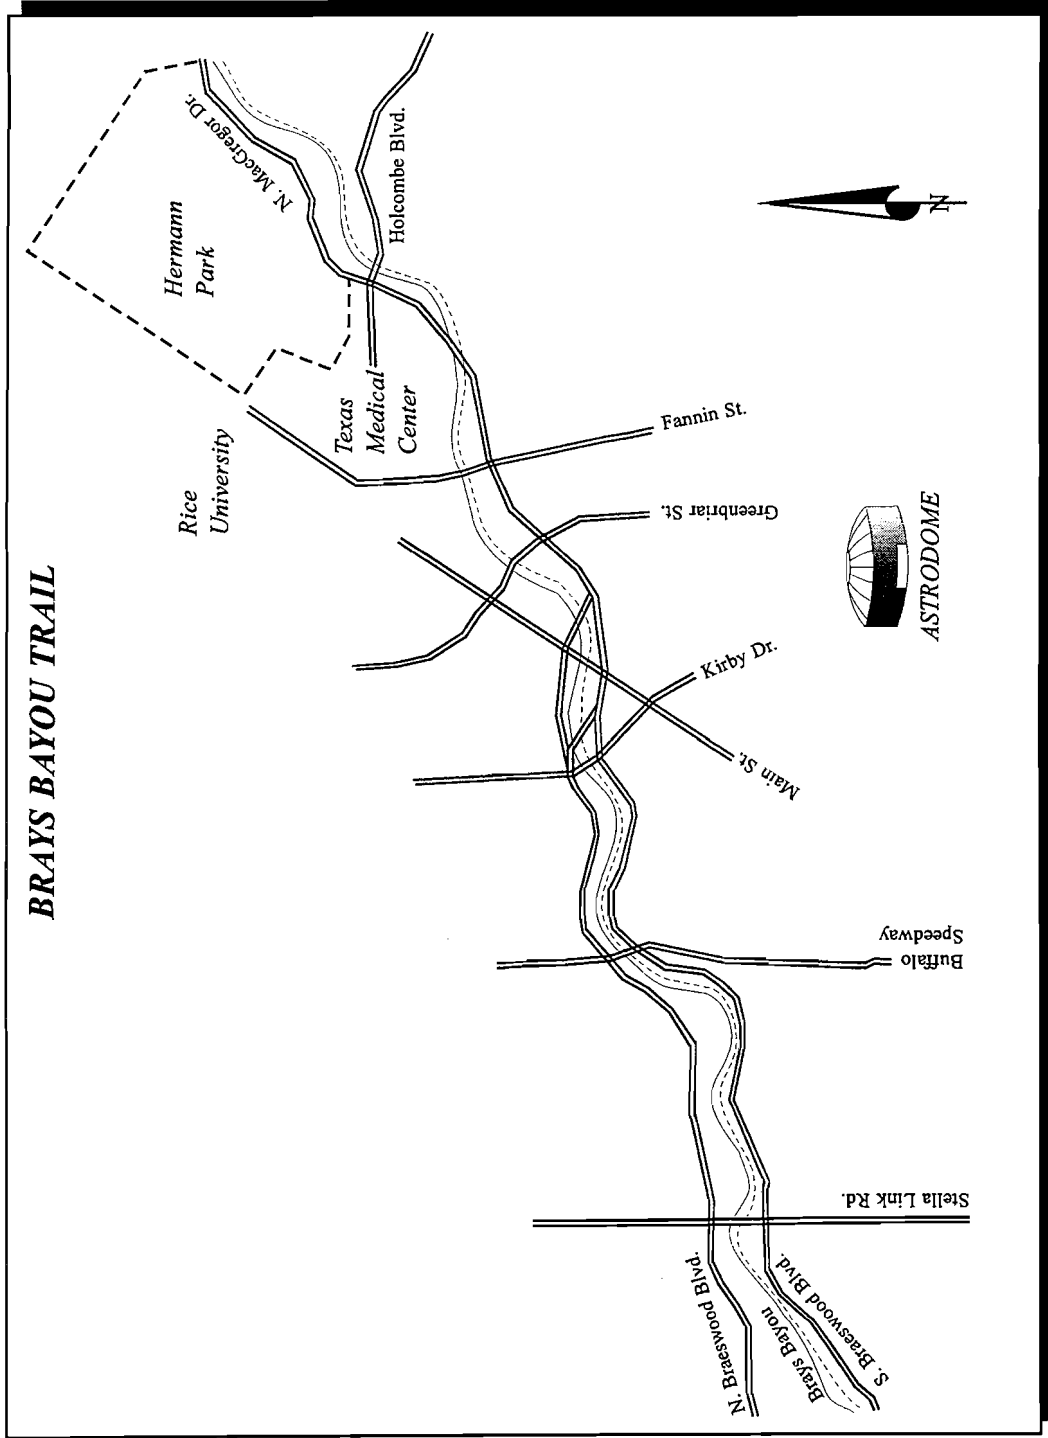 BRAYS BAYOU TRAIL
Hermann
Park
N. MacGregor Dr.
Holcombe Blvd.
N
Rice
University
Texas
Medical
Center
Fannin St.
Greenbriar St.
ASTRODOME
Kirby Dr.
Main St.
Buffalo
Speedway
Stella Link Rd.
N. Braeswood Blvd.
Brays Bayou
S. Braeswood Blvd.